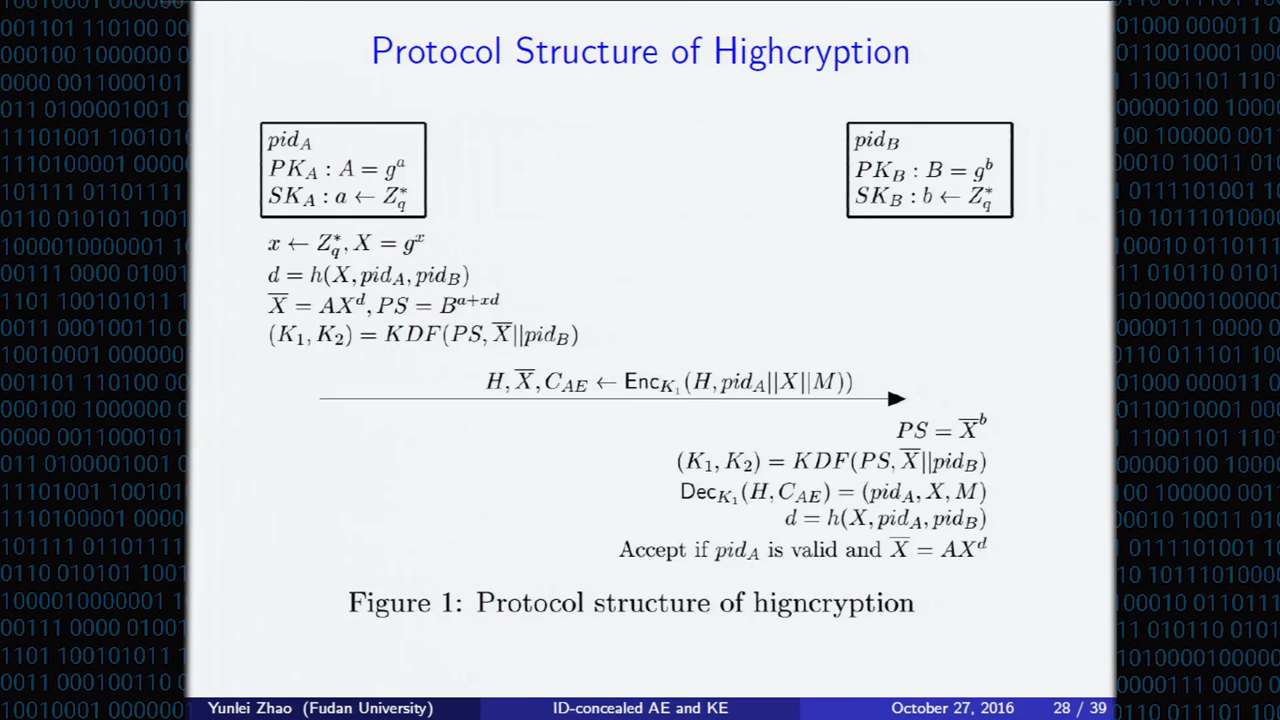 Protocol Structure of Highcryption
pid_A
PK_A : A = g^a
SK_A : a ← Z_q^*
pid_B
PK_B : B = g^b
SK_B : b ← Z_q^*
x ← Z_q^*, X = g^x
d = h(X, pid_A, pid_B)
X̅ = AX^d, PS = B^{a+xd}
(K_1, K_2) = KDF(PS, X̅||pid_B)
H, X̅, C_AE ← Enc_{K_1}(H, pid_A||X||M))
PS = X̅^b
(K_1, K_2) = KDF(PS, X̅||pid_B)
Dec_{K_1}(H, C_AE) = (pid_A, X, M)
d = h(X, pid_A, pid_B)
Accept if pid_A is valid and X̅ = AX^d
Figure 1: Protocol structure of higncryption
Yunlei Zhao (Fudan University) ID-concealed AE and KE October 27, 2016 28 / 39